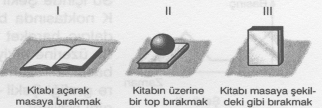 I
II
III
Kitabı açarak
masaya bırakmak
Kitabın üzerine
bir top bırakmak
Kitabı masaya şekil-
deki gibi bırakmak